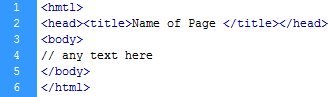 1 <hmtl>
2 <head><title>Name of Page </title></head>
3 <body>
4 // any text here
5 </body>
6 </html>